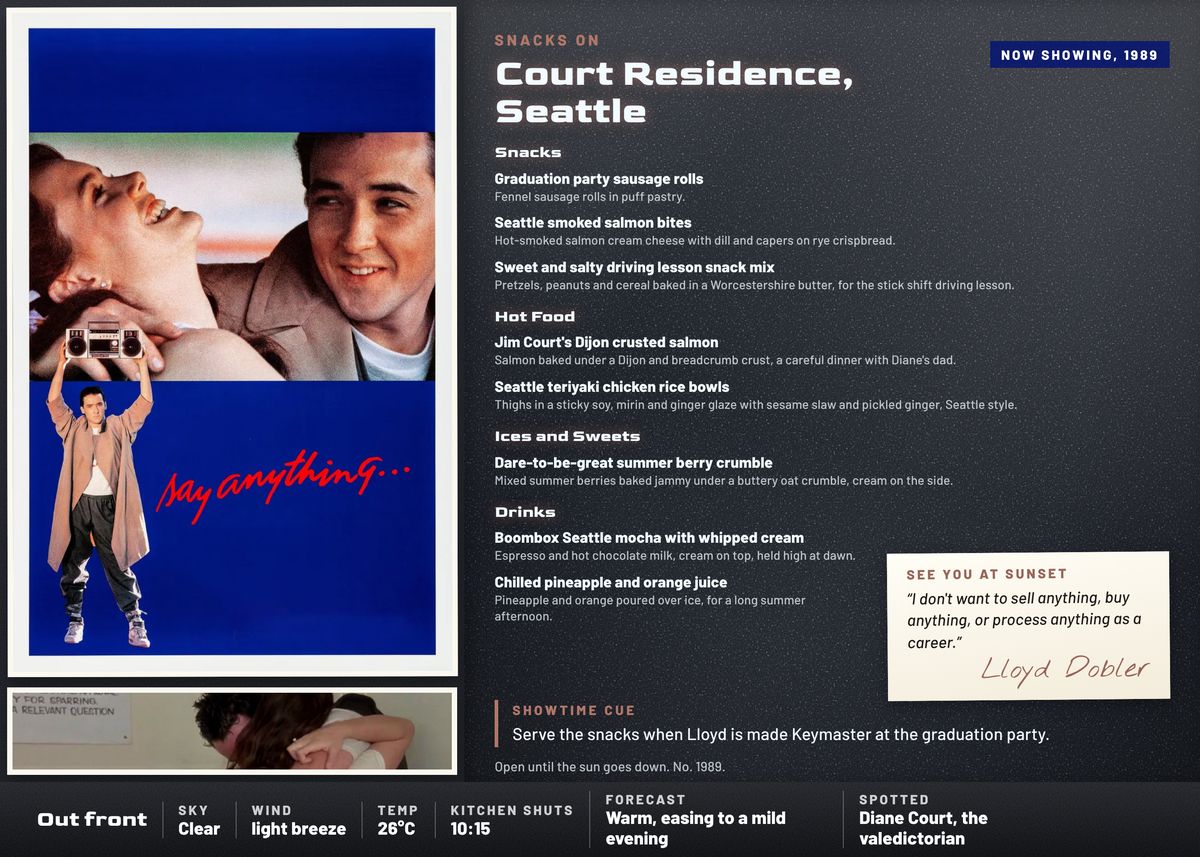 say anything...
Y FOR SPARRING.
A RELEVANT QUESTION
SNACKS ON
Court Residence,
Seattle
NOW SHOWING, 1989
Snacks
Graduation party sausage rolls
Fennel sausage rolls in puff pastry.
Seattle smoked salmon bites
Hot-smoked salmon cream cheese with dill and capers on rye crispbread.
Sweet and salty driving lesson snack mix
Pretzels, peanuts and cereal baked in a Worcestershire butter, for the stick shift driving lesson.
Hot Food
Jim Court's Dijon crusted salmon
Salmon baked under a Dijon and breadcrumb crust, a careful dinner with Diane's dad.
Seattle teriyaki chicken rice bowls
Thighs in a sticky soy, mirin and ginger glaze with sesame slaw and pickled ginger, Seattle style.
Ices and Sweets
Dare-to-be-great summer berry crumble
Mixed summer berries baked jammy under a buttery oat crumble, cream on the side.
Drinks
Boombox Seattle mocha with whipped cream
Espresso and hot chocolate milk, cream on top, held high at dawn.
Chilled pineapple and orange juice
Pineapple and orange poured over ice, for a long summer
afternoon.
SEE YOU AT SUNSET
“I don't want to sell anything, buy
anything, or process anything as a
career.”
Lloyd Dobler
SHOWTIME CUE
Serve the snacks when Lloyd is made Keymaster at the graduation party.
Open until the sun goes down. No. 1989.
Out front
SKY
Clear
WIND
light breeze
TEMP
26°C
KITCHEN SHUTS
10:15
FORECAST
Warm, easing to a mild
evening
SPOTTED
Diane Court, the
valedictorian